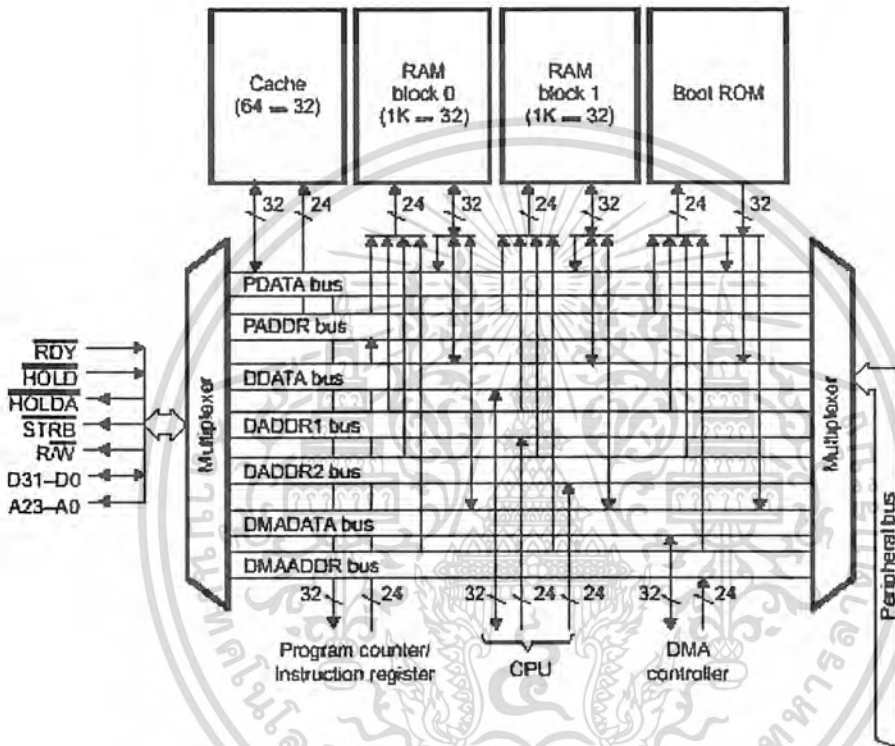 Cache
(64 — 32)
RAM
block 0
(1K — 32)
RAM
block 1
(1K — 32)
Boot ROM
32
24
24
32
24
32
24
32
PDATA bus
PADDR bus
DDATA bus
DADDR1 bus
DADDR2 bus
DMADATA bus
DMAADDR bus
Multiplexer
Multiplexer
Peripheral bus
RDY
HOLD
HOLDA
STRB
R/W
D31–D0
A23–A0
32
24
32
24
24
32
24
Program counter/
Instruction register
CPU
DMA
controller